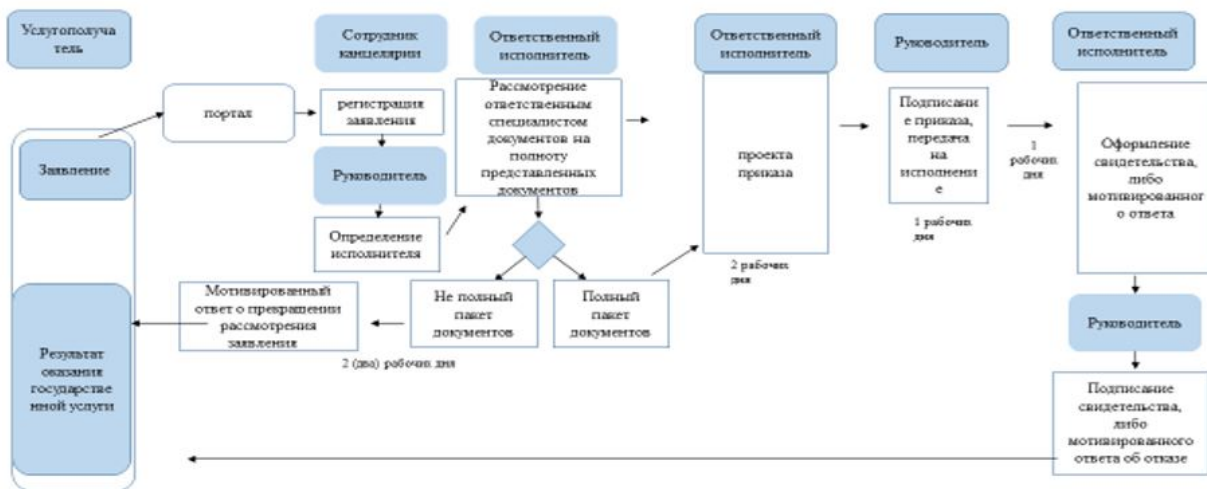 Услугополуча
тель
Сотрудник
канцелярии
Ответственный
исполнитель
Ответственный
исполнитель
Руководитель
Ответственный
исполнитель
портал
регистрация
заявления
Рассмотрение
ответственным
специалистом
документов на
полноту
представленных
документов
проекта
приказа
Подписани
е приказа,
передача
на
исполнени
е
1
рабочих
дня
Оформление
свидетельства,
либо
мотивированног
о ответа
Заявление
Руководитель
Определение
исполнителя
1 рабочих
дня
2 рабочих
дня
Мотивированный
ответ о прекращении
рассмотрения
заявления
Не полный
пакет
документов
Полный
пакет
документов
Руководитель
2 (два) рабочих дня
Результат
оказания
государстве
нной услуги
Подписание
свидетельства,
либо
мотивированного
ответа об отказе